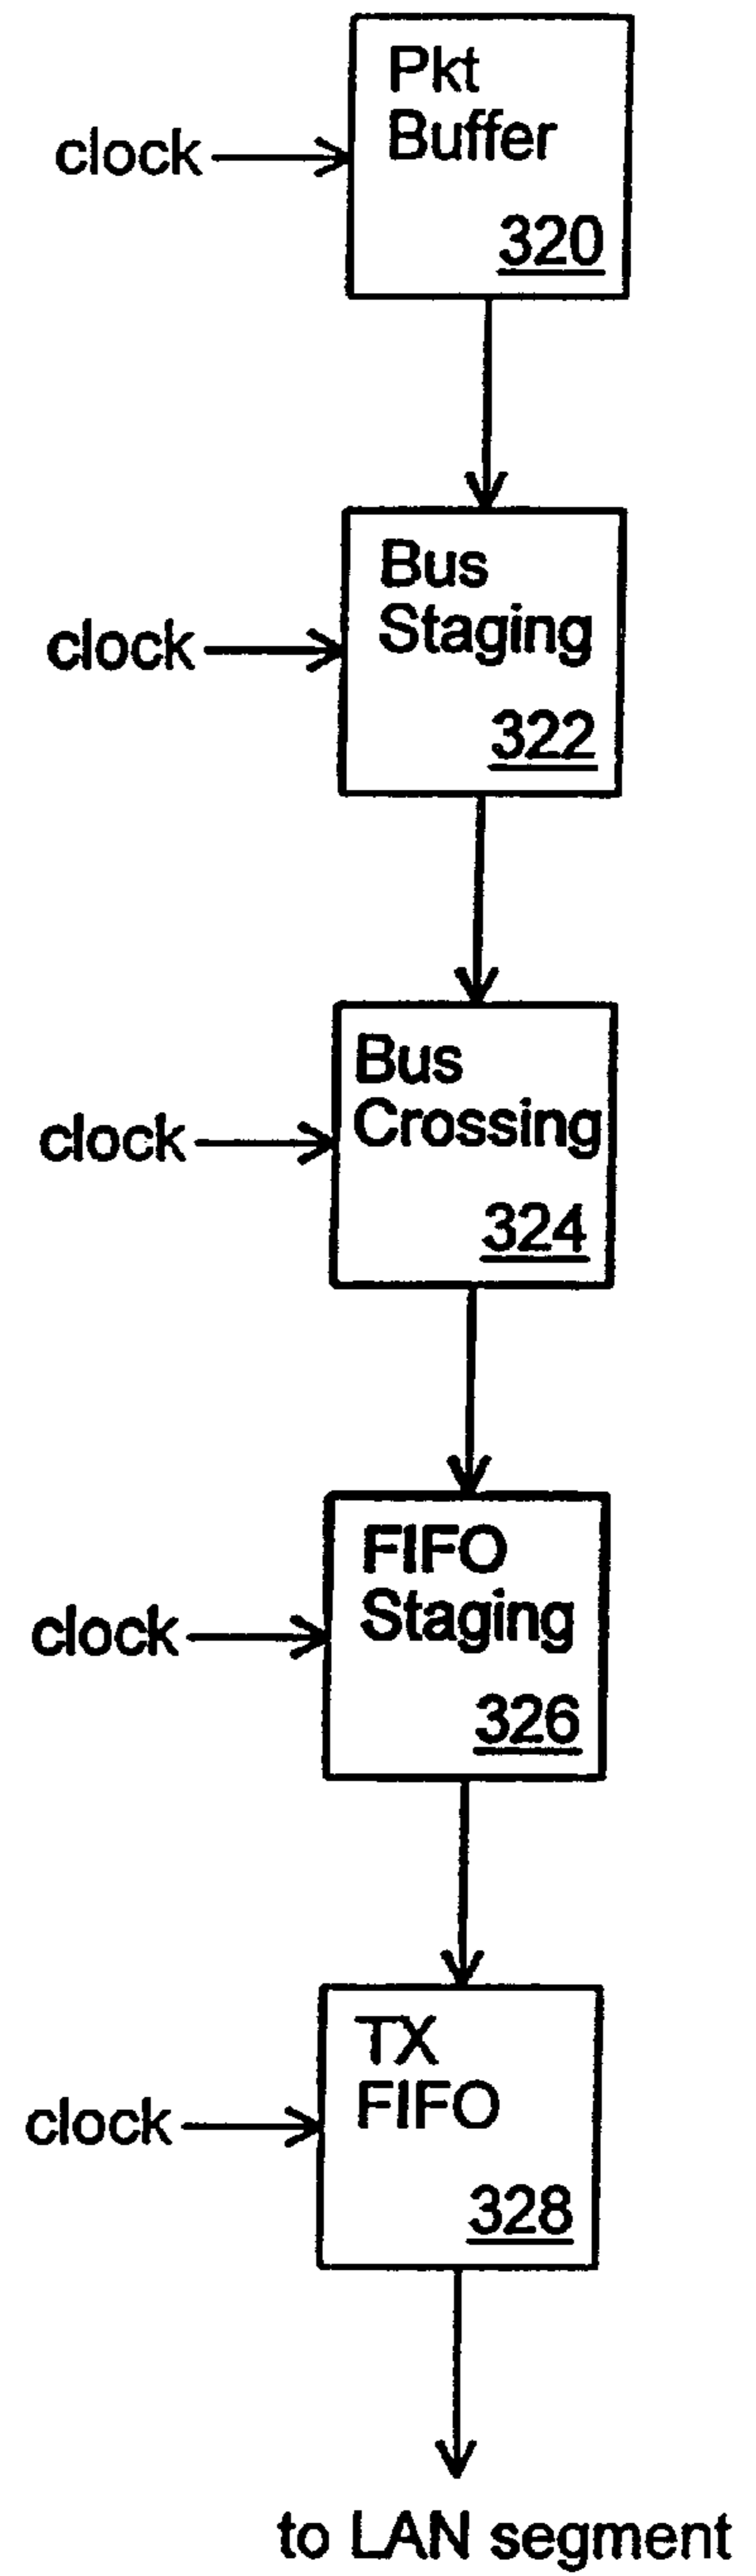 Pkt
Buffer
clock
320
Bus
Staging
clock
322
Bus
Crossing
clock
324
FIFO
Staging
clock
326
TX
FIFO
clock
328
to LAN segment